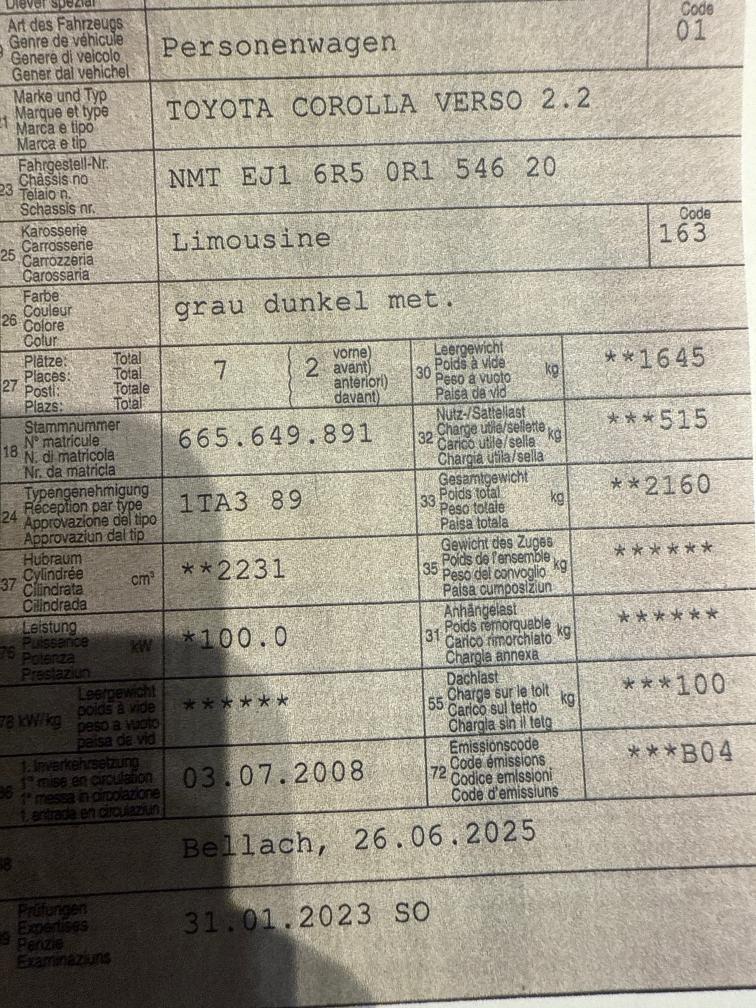 Art des Fahrzeugs
Genre de véhicule
Genere di veicolo
Gener dal vehichel
Personenwagen
Code
01
Marke und Typ
Marque et type
Marca e tipo
Marca e tip
TOYOTA COROLLA VERSO 2.2
23
Fahrgestell-Nr.
Châssis no
Telaio n.
Schassis nr.
NMT EJ1 6R5 0R1 546 20
25
Karosserie
Carrosserie
Carrozzeria
Carossaria
Limousine
Code
163
26
Farbe
Couleur
Colore
Colur
grau dunkel met.
27
Plätze: Total
Places: Total
Posti: Totale
Plazs: Total
7
2
vorne)
avant)
anteriori)
davant)
30
Leergewicht
Poids à vide
Peso a vuoto
Paisa da vid
kg
**1645
18
Stammnummer
N° matricule
N. di matricola
Nr. da matricla
665.649.891
32
Nutz-/Sattellast
Charge utile/sellette
Carico utile/sella
Chargia utila/sella
kg
***515
24
Typengenehmigung
Réception par type
Approvazione del tipo
Approvaziun dal tip
1TA3 89
33
Gesamtgewicht
Poids total
Peso totale
Paisa totala
kg
**2160
37
Hubraum
Cylindrée
Cilindrata
Cilindrada
cm³
**2231
35
Gewicht des Zuges
Poids de l'ensemble
Peso del convoglio
Paisa cumposiziun
kg
******
76
Leistung
Puissance
Potenza
Prestaziun
kW
*100.0
31
Anhängelast
Poids remorquable
Carico rimorchiato
Chargia annexa
kg
******
78 kW/kg
Leergewicht
poids à vide
peso a vuoto
paisa da vid
******
55
Dachlast
Charge sur le toit
Carico sul tetto
Chargia sin il tetg
kg
***100
36
1. Inverkehrsetzung
1re mise en circulation
1a messa in circolazione
1. entrada en circulaziun
03.07.2008
72
Emissionscode
Code émissions
Codice emissioni
Code d'emissiuns
***B04
Bellach, 26.06.2025
Prüfungen
Expertises
Perizie
Examinaziuns
31.01.2023 SO